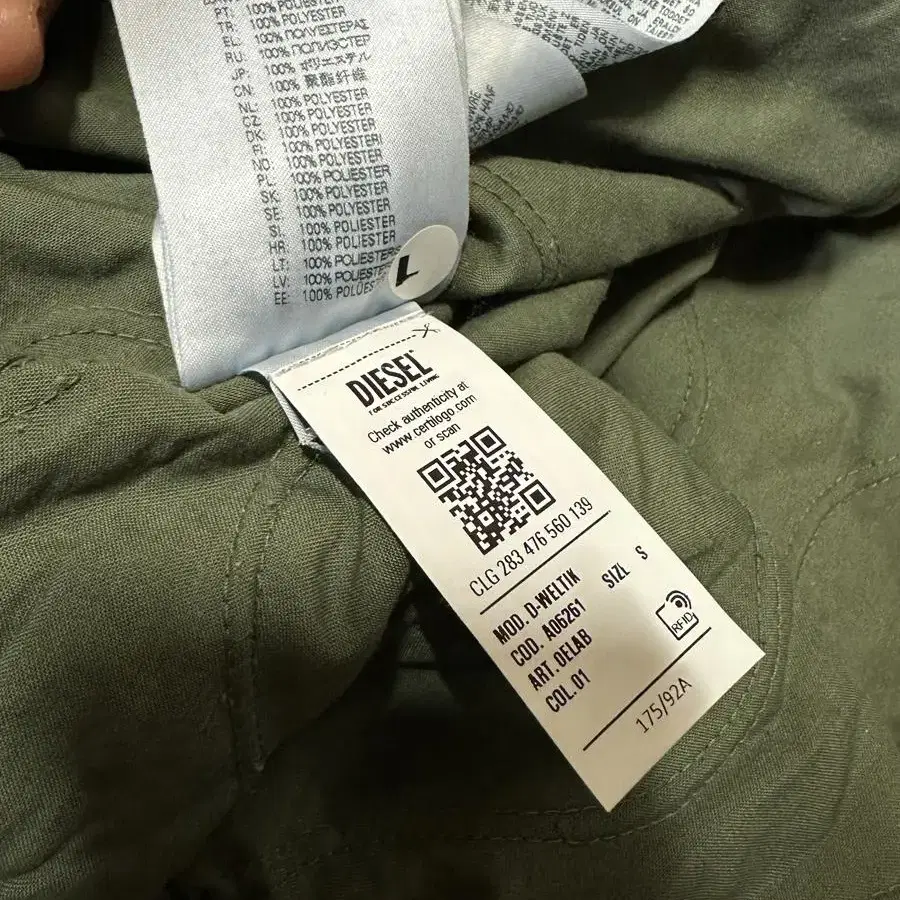 PT: 100% POLYESTER
TR: 100% POLYESTER
EL: 100% ΠΟΛΥΕΣΤΕΡΑΣ
RU: 100% ПОЛИЭСТЕР
JP: 100% ポリエステル
CN: 100% 聚酯纤维
NL: 100% POLYESTER
CZ: 100% POLYESTER
DK: 100% POLYESTER
FI: 100% POLYESTERI
NO: 100% POLYESTER
PL: 100% POLIESTER
SK: 100% POLYESTER
SE: 100% POLYESTER
SI: 100% POLIESTER
HR: 100% POLIESTER
LT: 100% POLIESTER
LV: 100% POLIESTERS
EE: 100% POLÜESTER
L
DIESEL
FOR SUCCESSFUL LIVING
Check authenticity at
www.certilogo.com
or scan
CLG 283 476 560 139
MOD. D-WELTIK
COD. A06261 SIZE S
ART. OELAB
COL. 01
RFID
175/92A